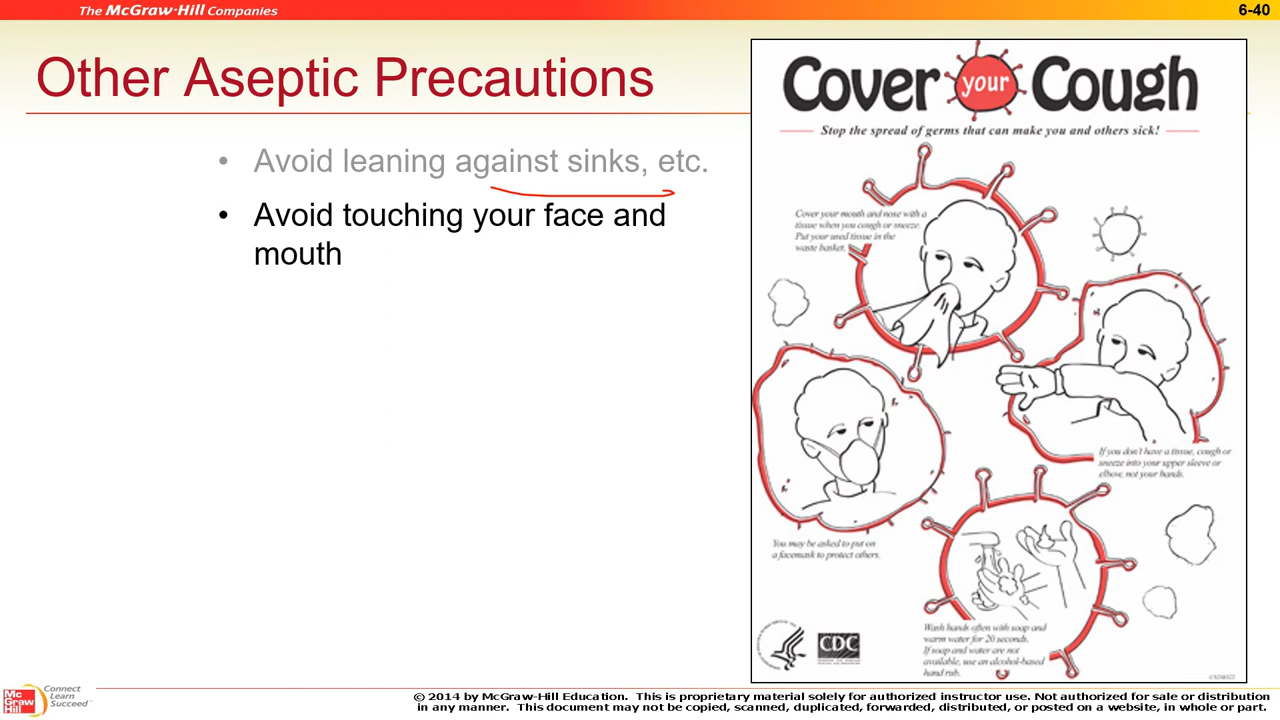 The McGraw·Hill Companies
6-40
Other Aseptic Precautions
• Avoid leaning against sinks, etc.
• Avoid touching your face and
mouth
Cover your Cough
Stop the spread of germs that can make you and others sick!
Cover your mouth and nose with a
tissue when you cough or sneeze.
Put your used tissue in the
waste basket.
If you don't have a tissue, cough or
sneeze into your upper sleeve or
elbow, not your hands.
You may be asked to put on
a facemask to protect others.
Wash hands often with soap and
warm water for 20 seconds.
If soap and water are not
available, use an alcohol-based
hand rub.
CDC
Mc
Graw
Hill
Connect
Learn
Succeed™
© 2014 by McGraw-Hill Education. This is proprietary material solely for authorized instructor use. Not authorized for sale or distribution
in any manner. This document may not be copied, scanned, duplicated, forwarded, distributed, or posted on a website, in whole or part.